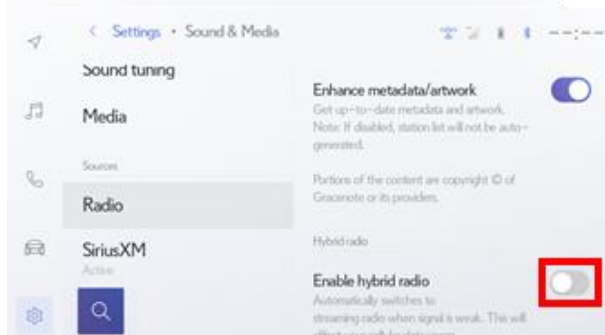 < Settings • Sound & Media
--:--
Sound tuning
Media
Sources
Radio
SiriusXM
Active
Enhance metadata/artwork
Get up-to-date metadata and artwork.
Note: If disabled, station list will not be auto-
generated.
Portions of the content are copyright © of
Gracenote or its providers.
Hybrid radio
Enable hybrid radio
Automatically switches to
streaming radio when signal is weak. This will